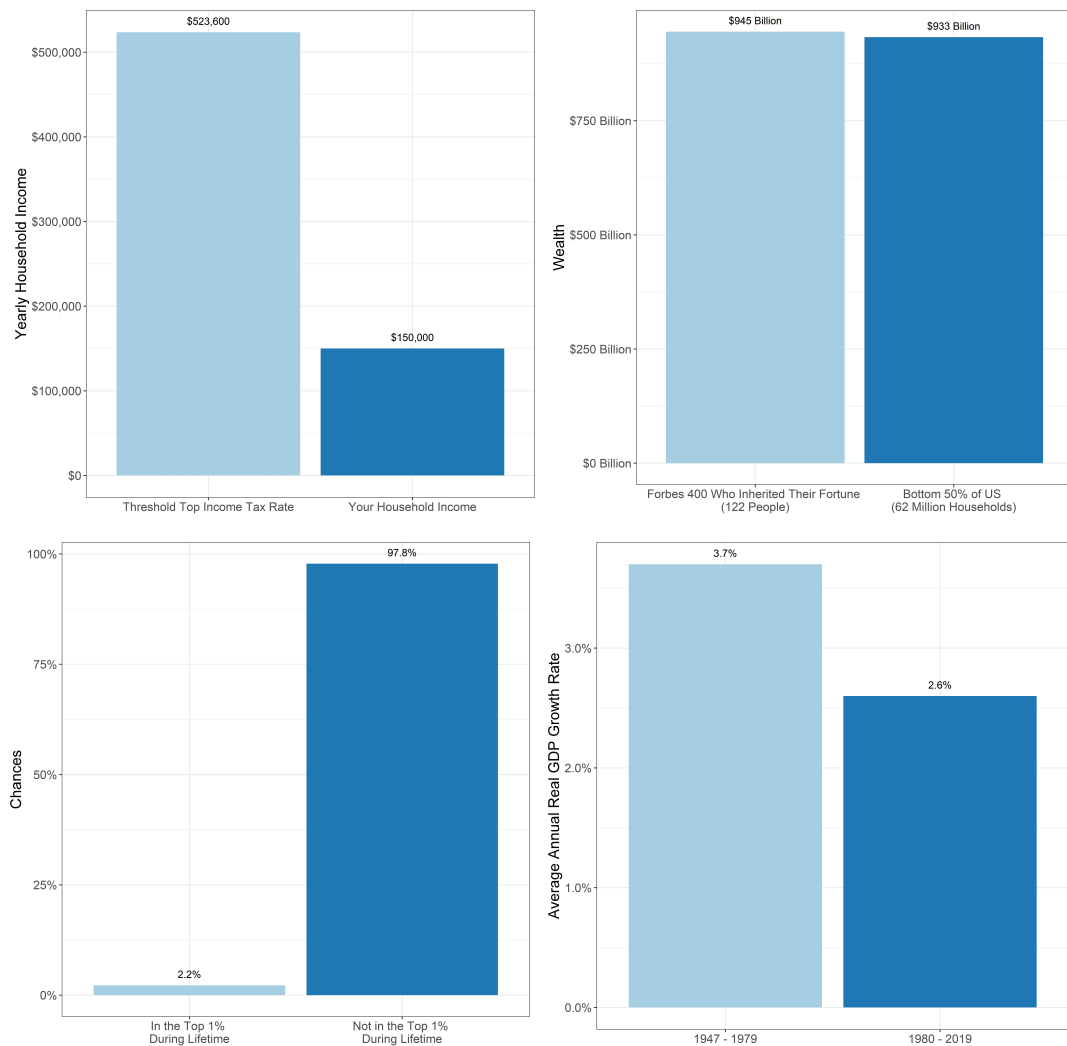 $523,600
$500,000
$400,000
$300,000
$200,000
$100,000
$0
Yearly Household Income
$150,000
Threshold Top Income Tax Rate
Your Household Income
$945 Billion
$933 Billion
$750 Billion
$500 Billion
$250 Billion
$0 Billion
Wealth
Forbes 400 Who Inherited Their Fortune
(122 People)
Bottom 50% of US
(62 Million Households)
100%
75%
50%
25%
0%
Chances
97.8%
2.2%
In the Top 1%
During Lifetime
Not in the Top 1%
During Lifetime
3.7%
3.0%
2.0%
1.0%
0.0%
Average Annual Real GDP Growth Rate
2.6%
1947 - 1979
1980 - 2019